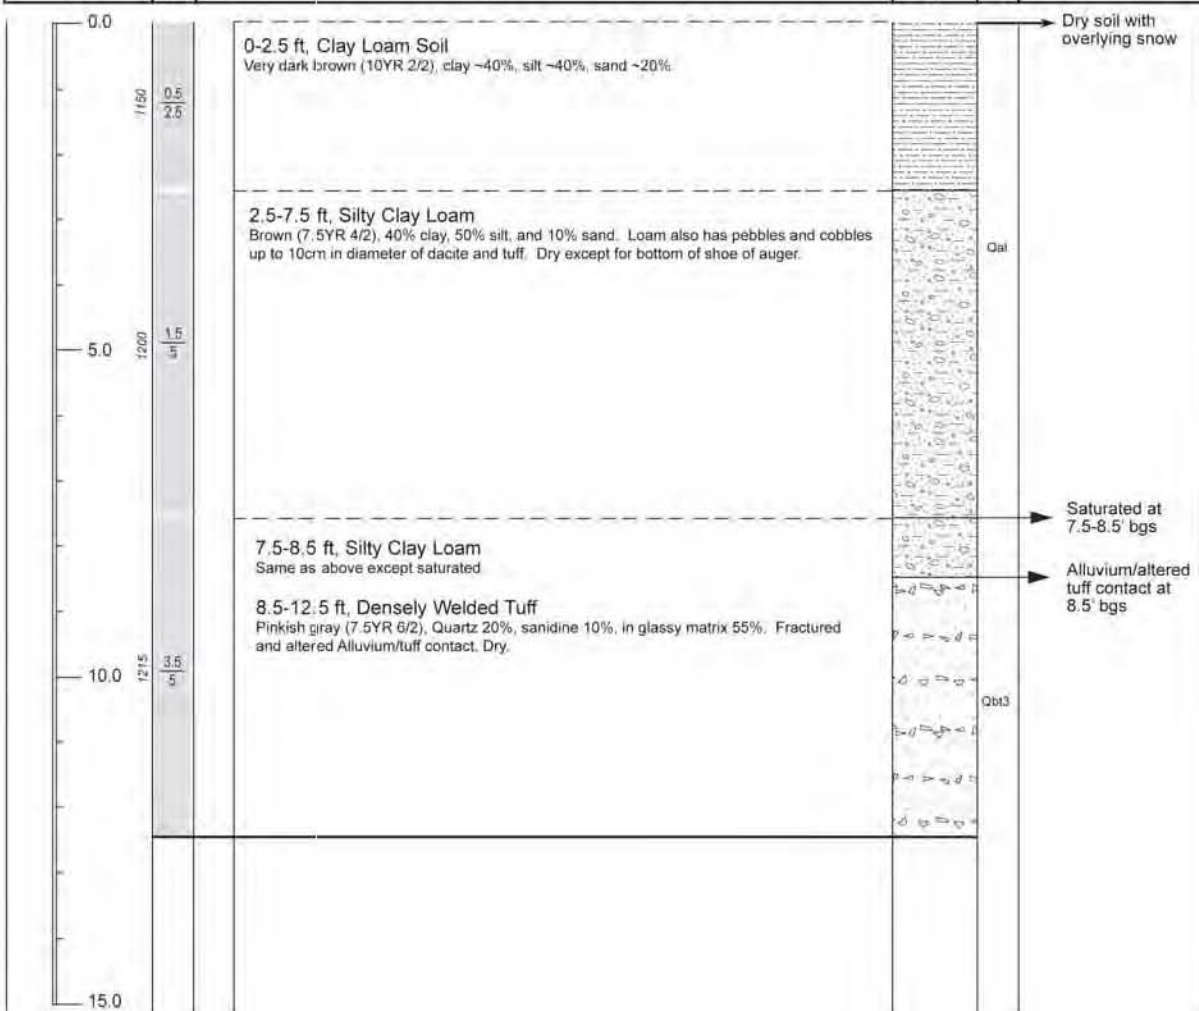 0.0
Dry soil with
overlying snow
0-2.5 ft, Clay Loam Soil
Very dark brown (10YR 2/2), clay ~40%, silt ~40%, sand ~20%
1150
0.5
2.5
2.5-7.5 ft, Silty Clay Loam
Brown (7.5YR 4/2), 40% clay, 50% silt, and 10% sand. Loam also has pebbles and cobbles
up to 10cm in diameter of dacite and tuff. Dry except for bottom of shoe of auger.
Qal
5.0
1200
1.5
5
Saturated at
7.5-8.5' bgs
7.5-8.5 ft, Silty Clay Loam
Same as above except saturated
Alluvium/altered
tuff contact at
8.5' bgs
8.5-12.5 ft, Densely Welded Tuff
Pinkish gray (7.5YR 6/2), Quartz 20%, sanidine 10%, in glassy matrix 55%. Fractured
and altered Alluvium/tuff contact. Dry.
10.0
1215
3.5
5
Qbt3
15.0